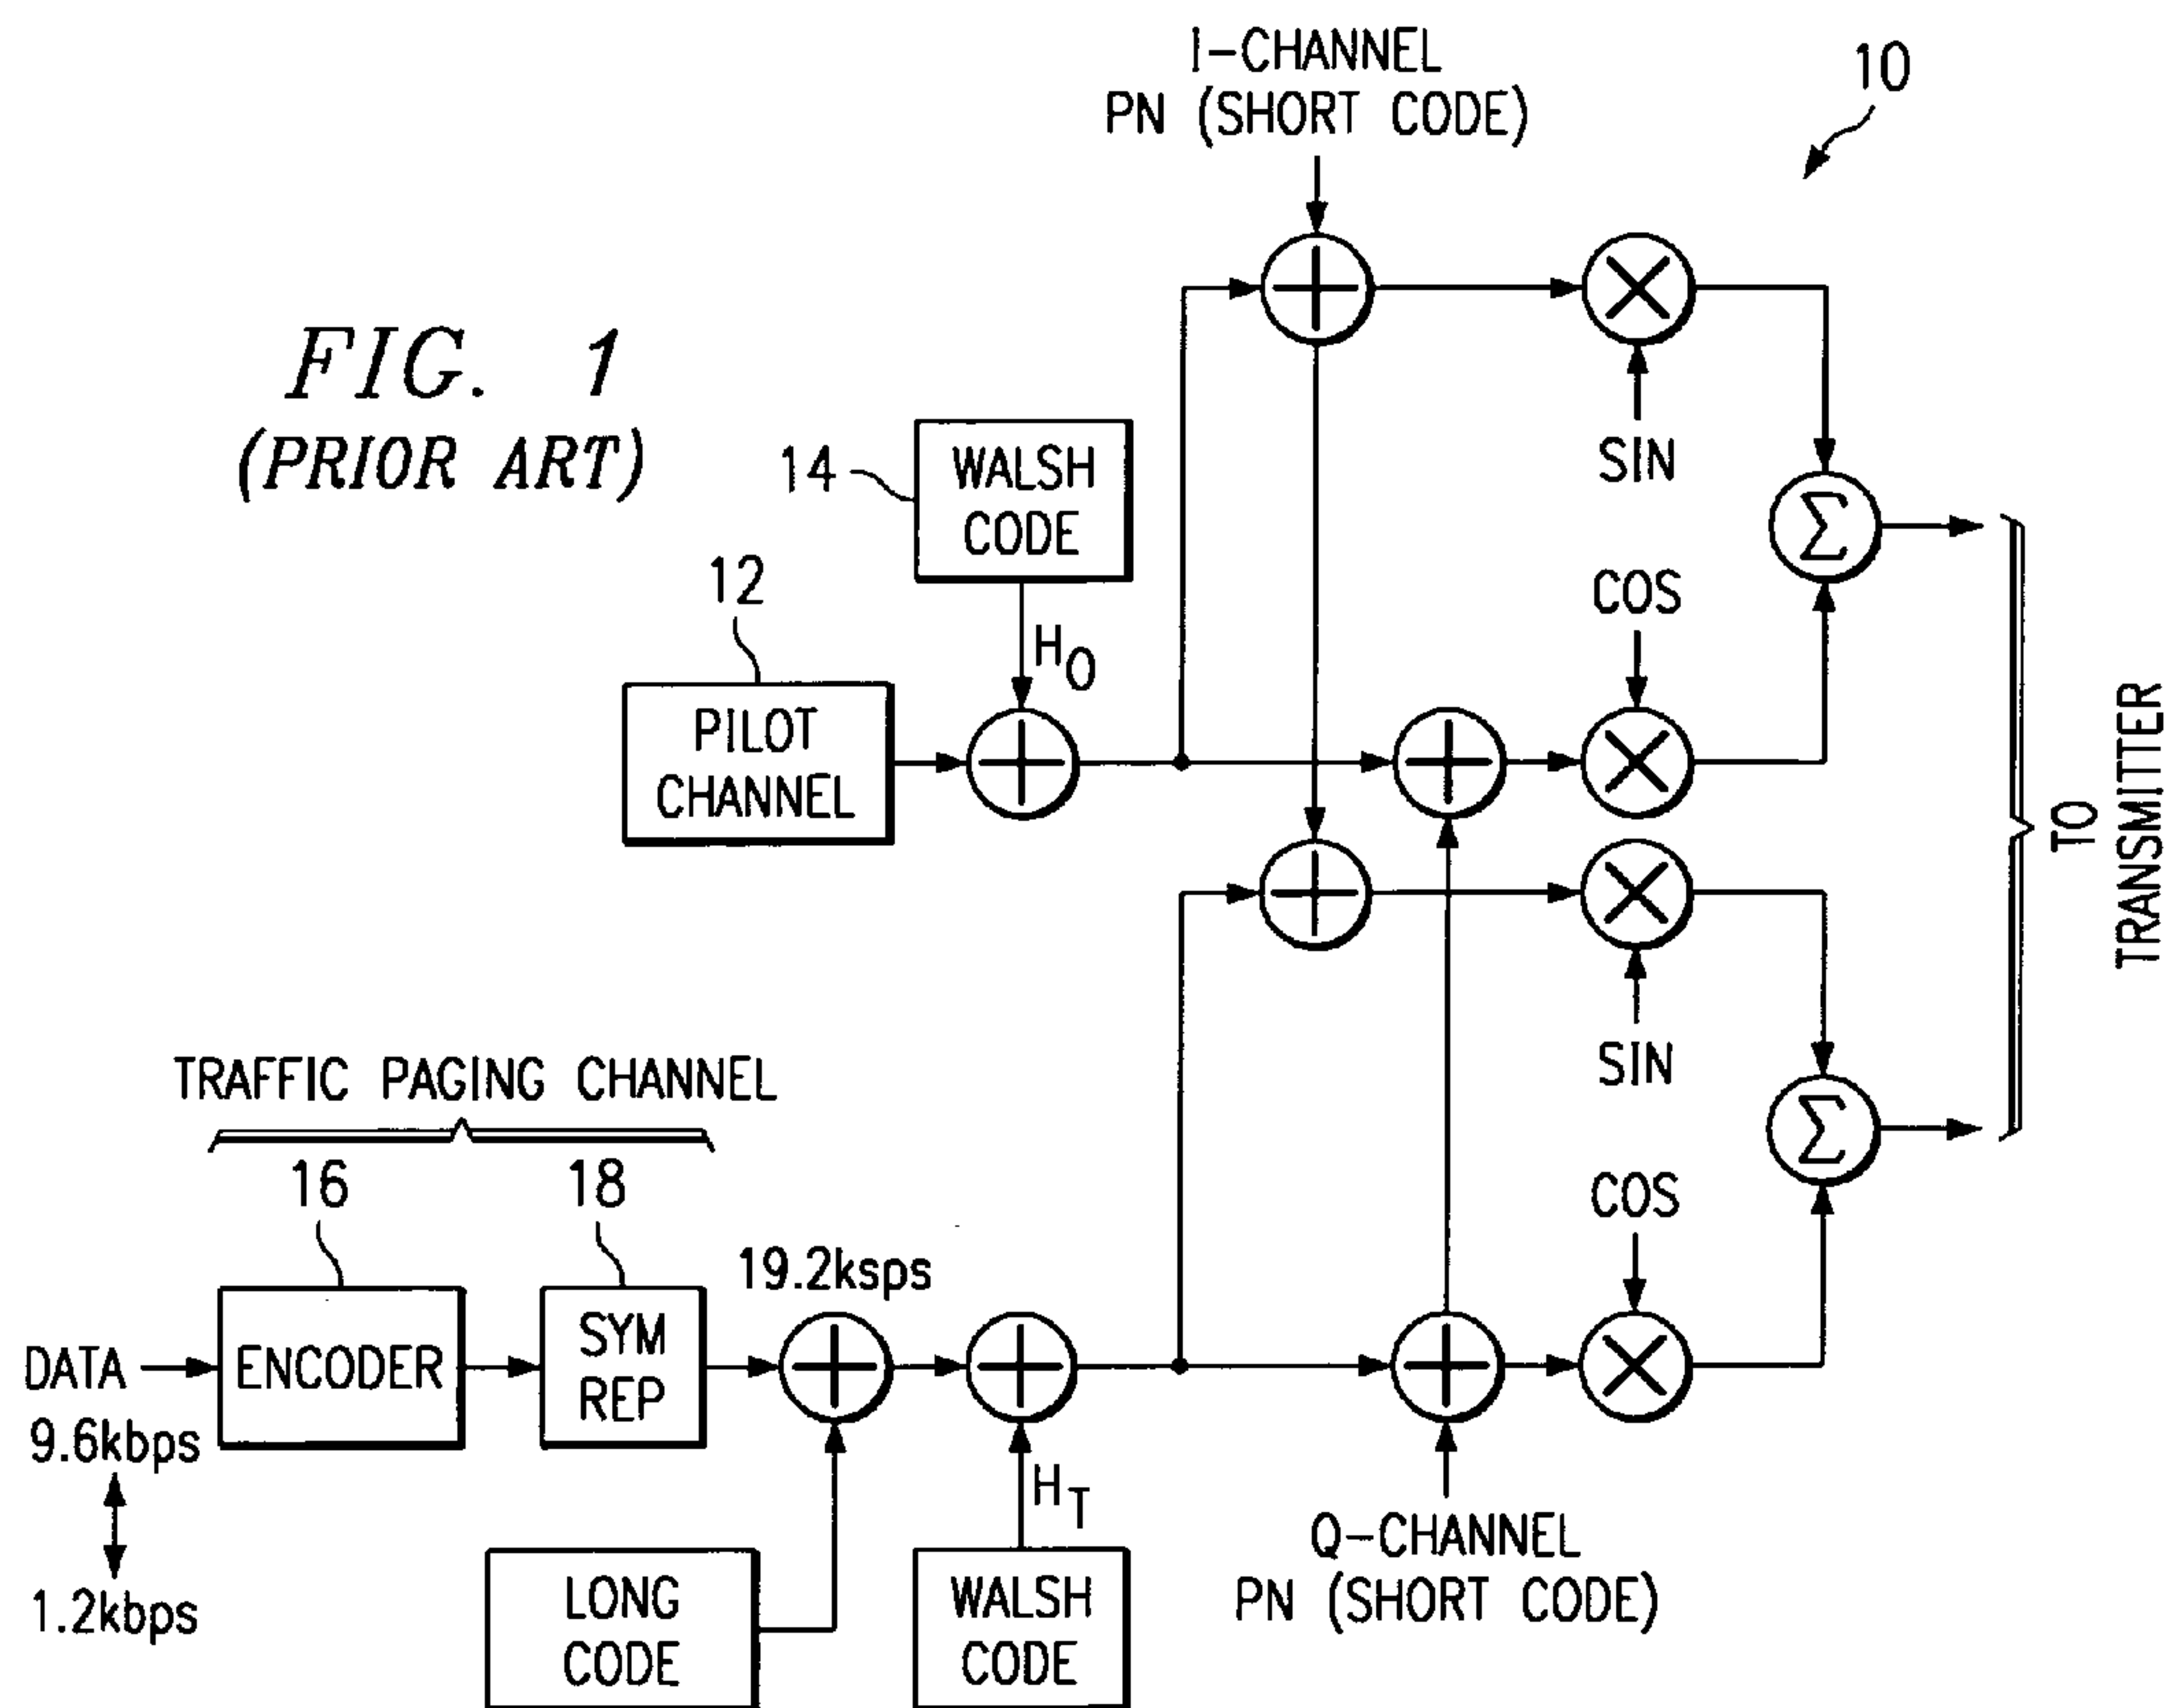 I-CHANNEL
PN (SHORT CODE)
10
FIG. 1
(PRIOR ART)
14
WALSH
CODE
SIN
Σ
12
H0
COS
PILOT
CHANNEL
TO
TRANSMITTER
SIN
TRAFFIC PAGING CHANNEL
Σ
16
18
COS
19.2ksps
DATA
ENCODER
SYM
REP
9.6kbps
1.2kbps
HT
LONG
CODE
WALSH
CODE
Q-CHANNEL
PN (SHORT CODE)